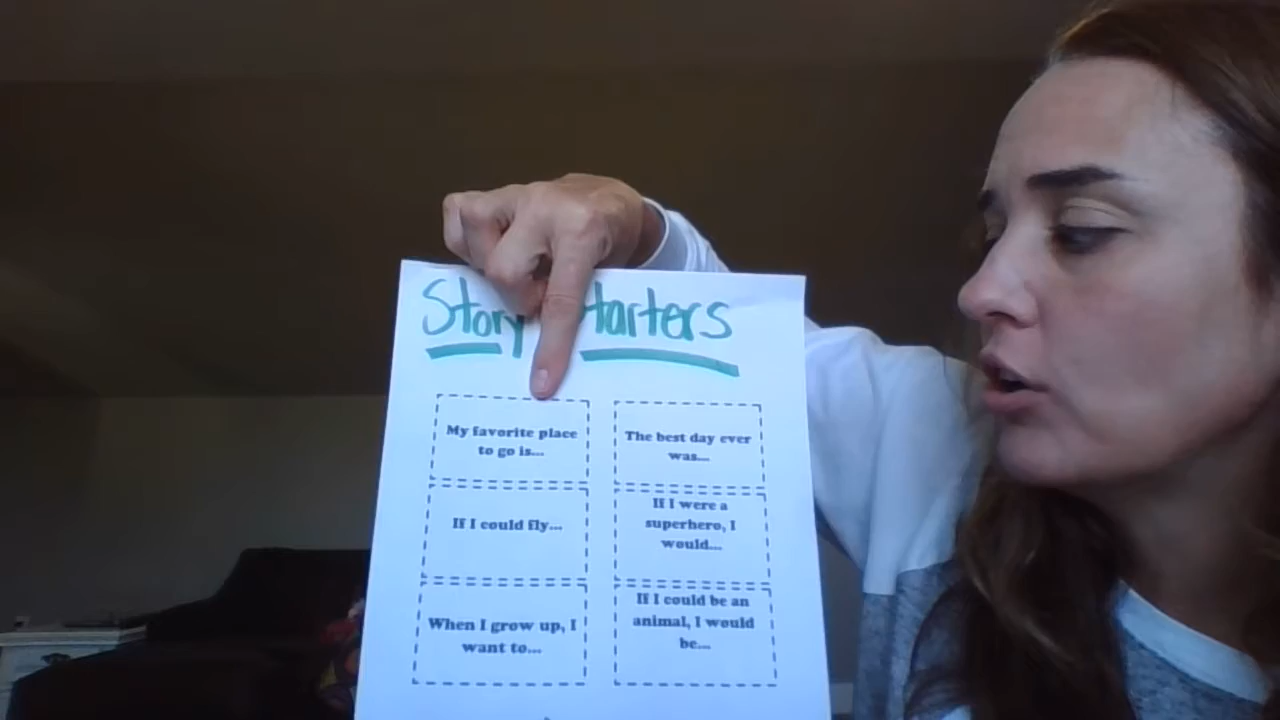 Story Starters
My favorite place
to go is...
The best day ever
was...
If I could fly...
If I were a
superhero, I
would...
When I grow up, I
want to...
If I could be an
animal, I would
be...